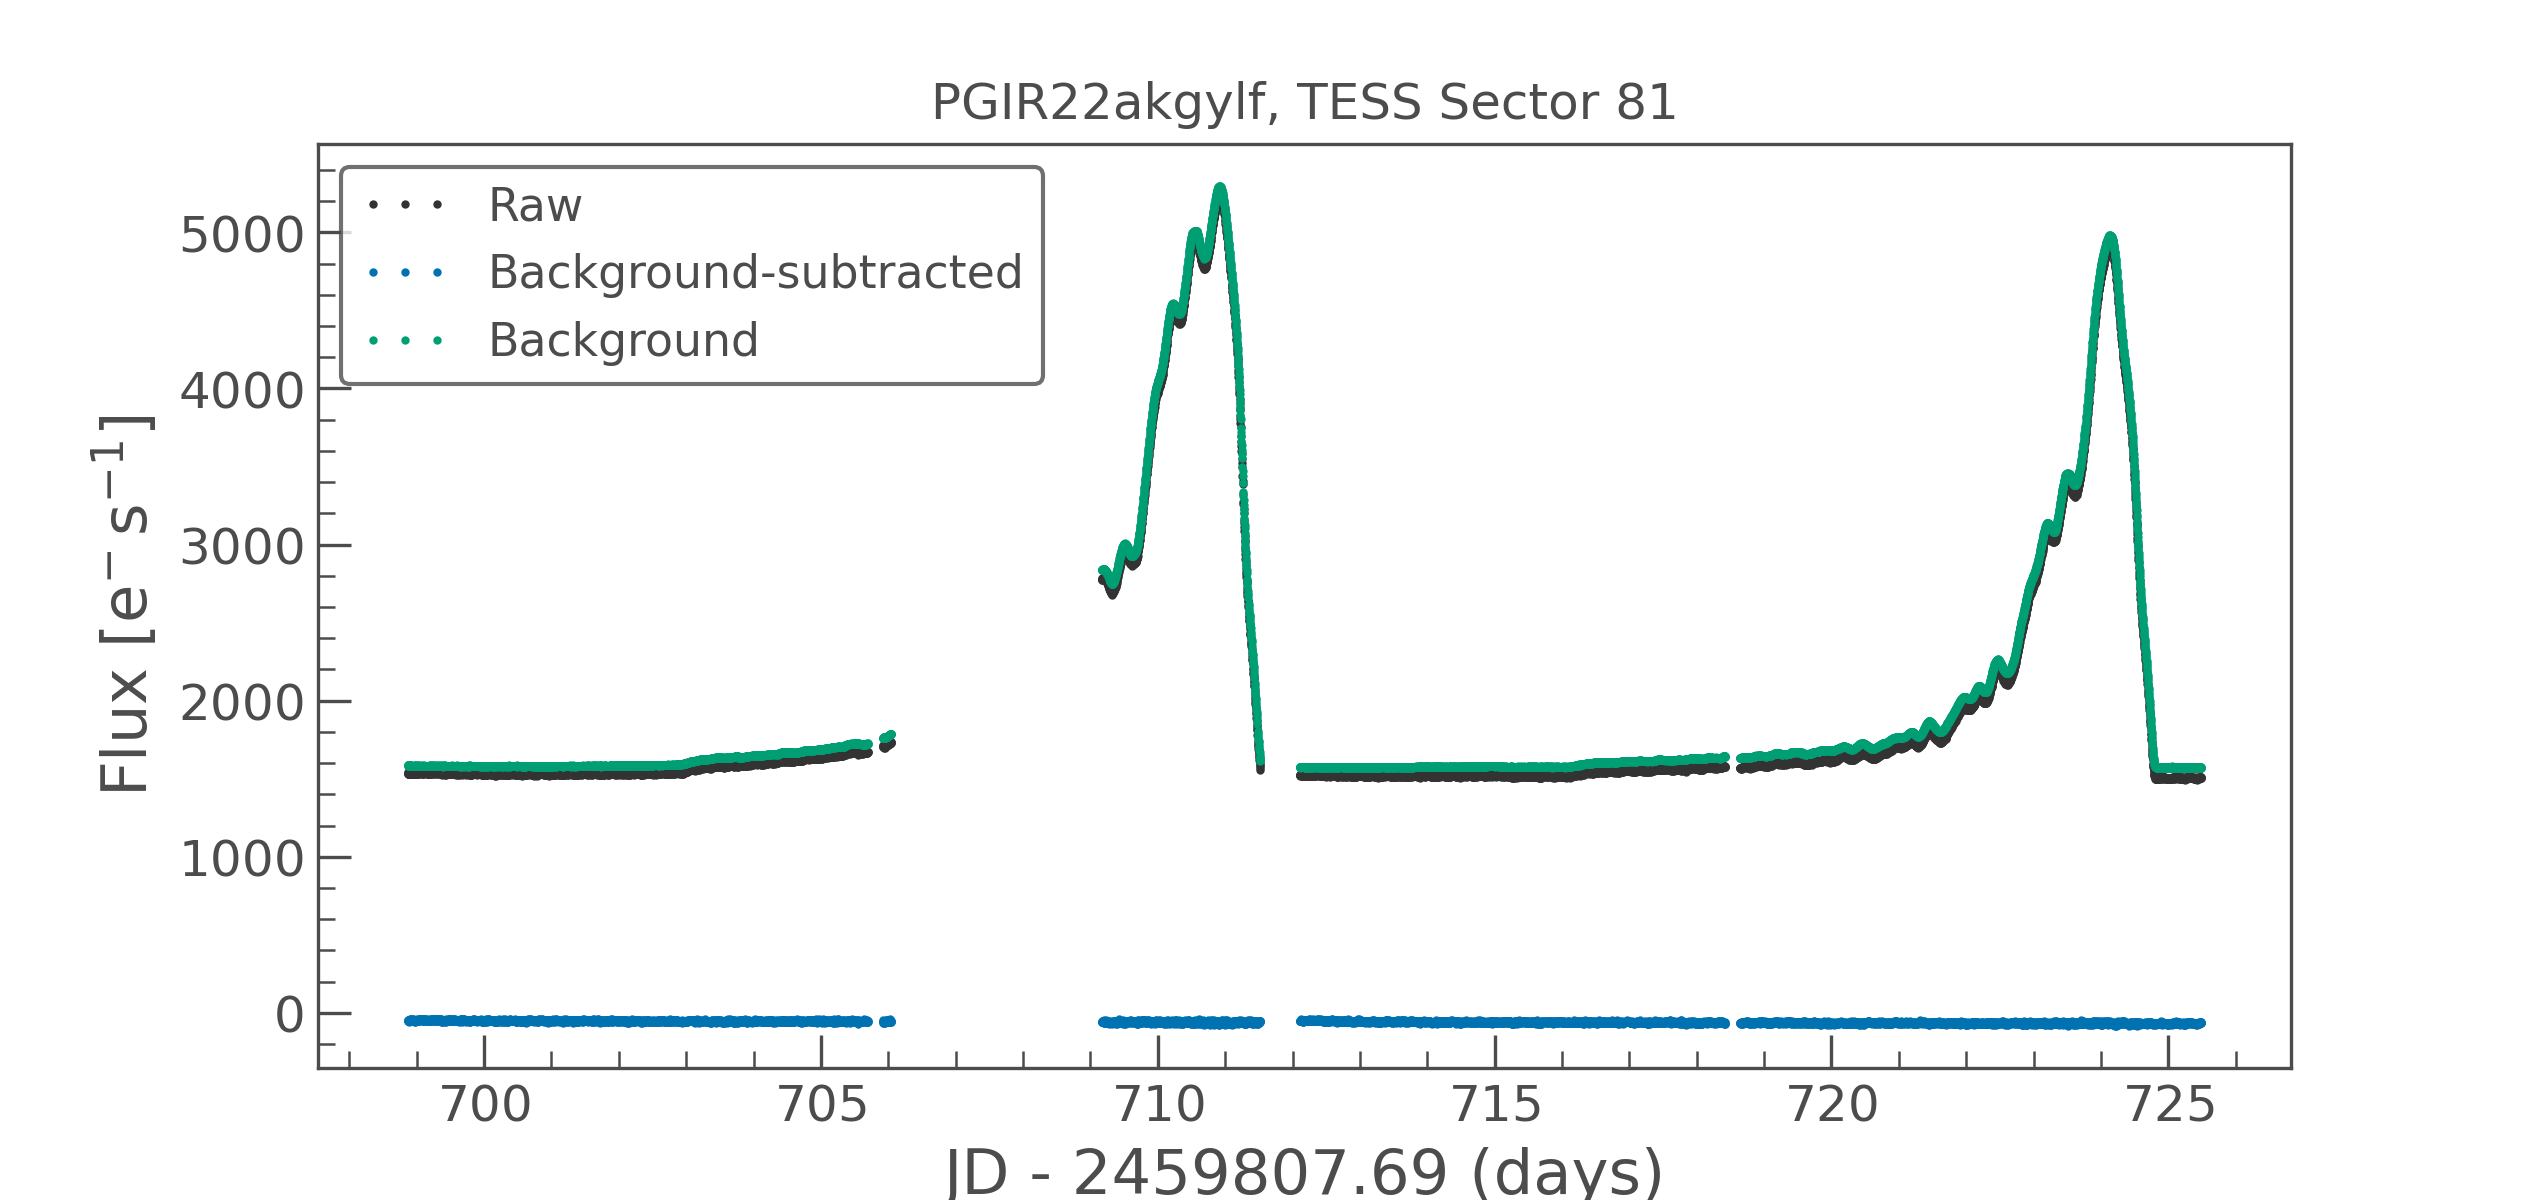 PGIR22akgylf, TESS Sector 81
Raw
Background-subtracted
Background
Flux [e⁻ s⁻¹]
5000
4000
3000
2000
1000
0
700 705 710 715 720 725
JD - 2459807.69 (days)